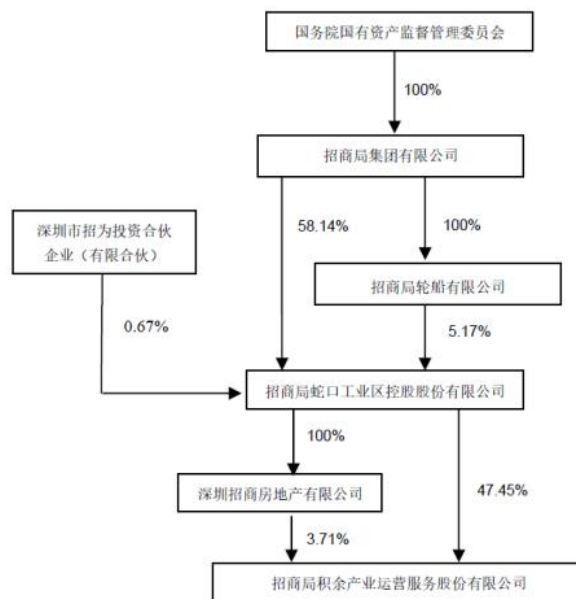 国务院国有资产监督管理委员会
100%
招商局集团有限公司
深圳市招为投资合伙
企业（有限合伙）
58.14%
100%
招商局轮船有限公司
0.67%
5.17%
招商局蛇口工业区控股股份有限公司
100%
深圳招商房地产有限公司
47.45%
3.71%
招商局积余产业运营服务股份有限公司